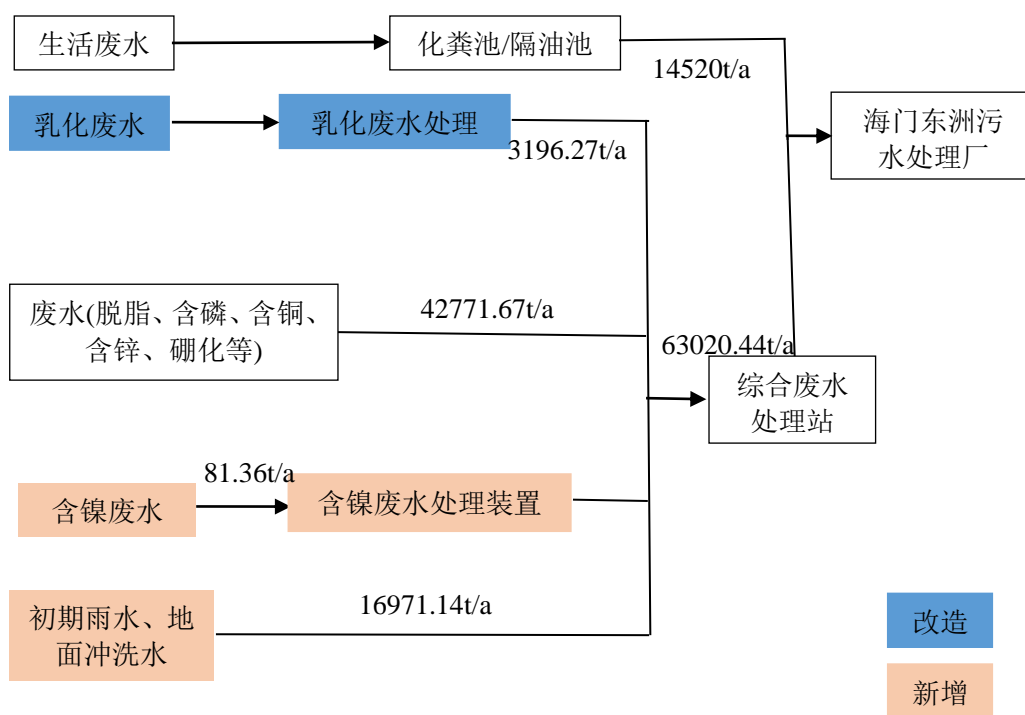 生活废水
化粪池/隔油池
14520t/a
乳化废水
乳化废水处理
3196.27t/a
海门东洲污
水处理厂
废水(脱脂、含磷、含铜、
含锌、硼化等)
42771.67t/a
63020.44t/a
综合废水
处理站
81.36t/a
含镍废水
含镍废水处理装置
初期雨水、地
面冲洗水
16971.14t/a
改造
新增